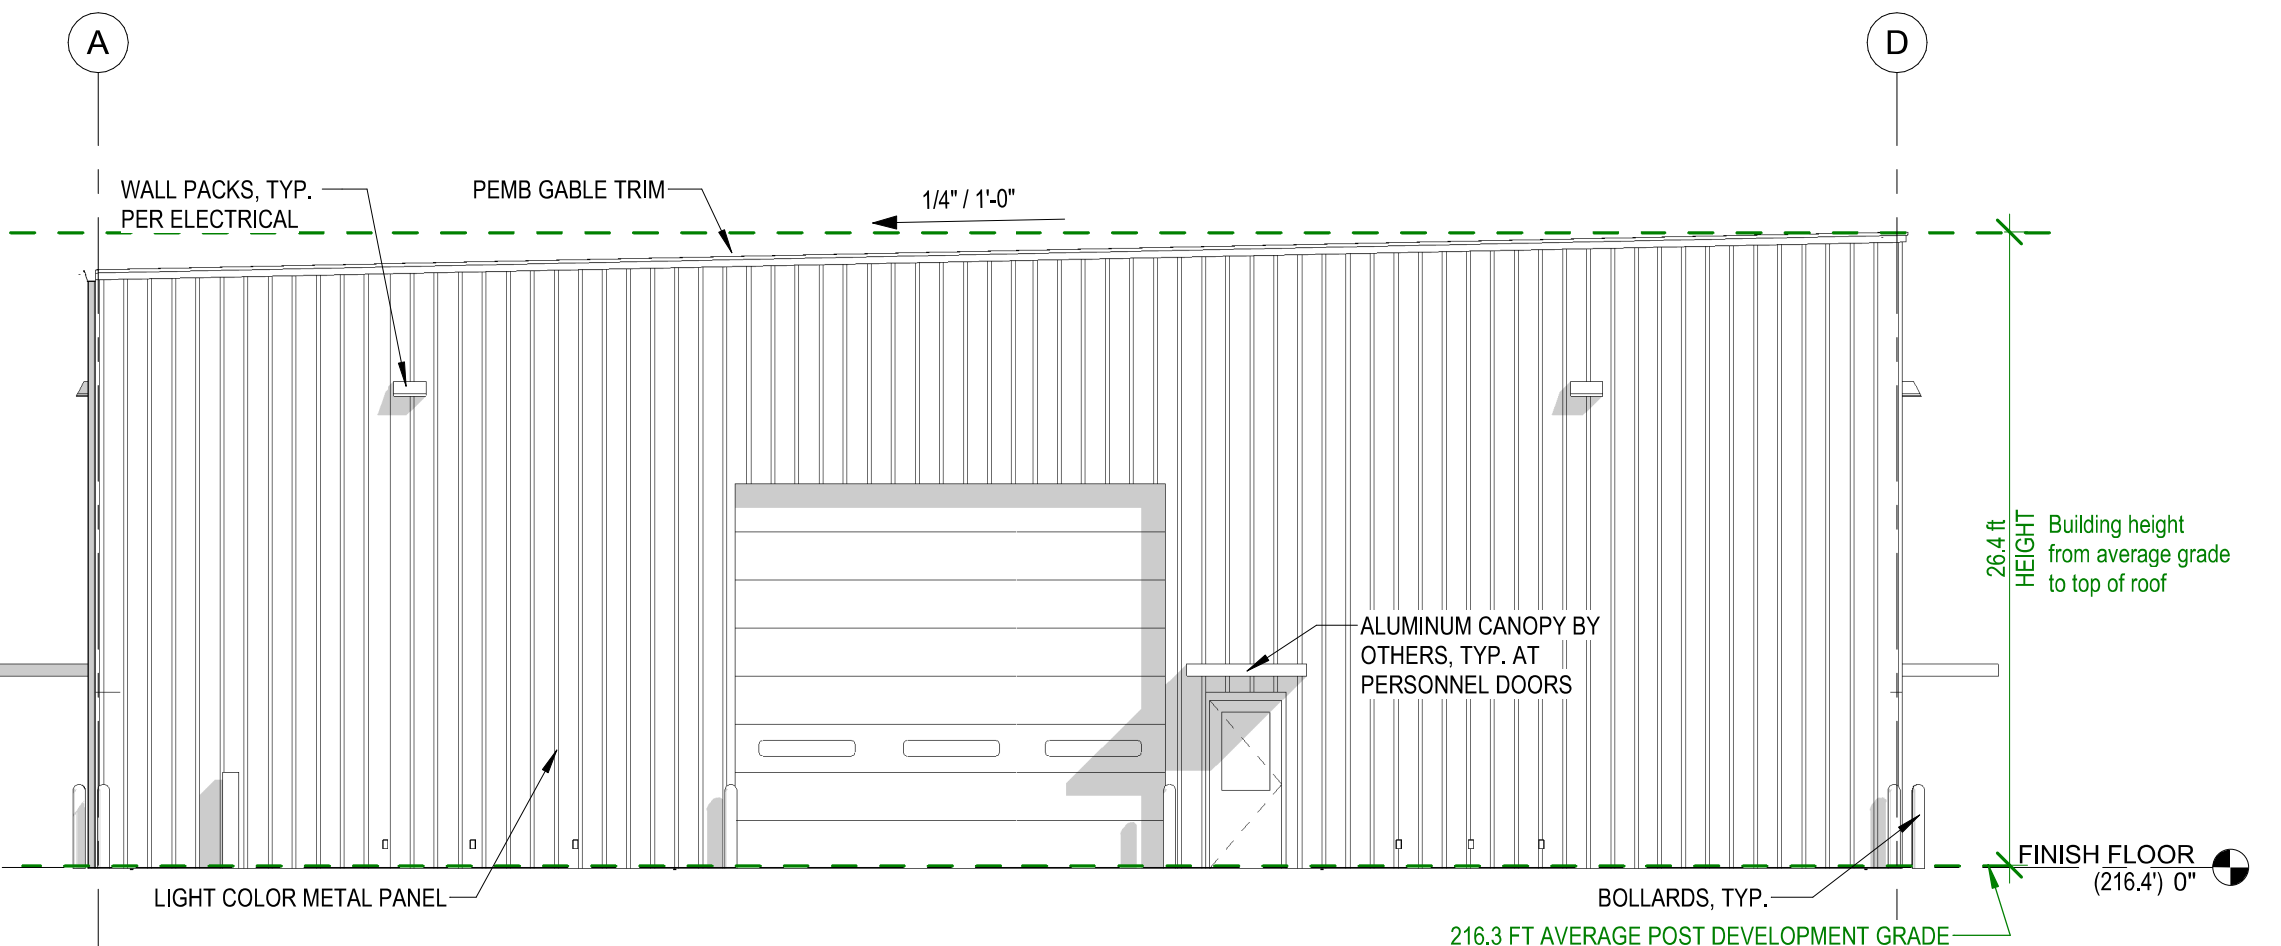 A
D
WALL PACKS, TYP.
PER ELECTRICAL
PEMB GABLE TRIM
1/4" / 1'-0"
26.4 ft
HEIGHT
Building height
from average grade
to top of roof
ALUMINUM CANOPY BY
OTHERS, TYP. AT
PERSONNEL DOORS
FINISH FLOOR
(216.4') 0"
LIGHT COLOR METAL PANEL
BOLLARDS, TYP.
216.3 FT AVERAGE POST DEVELOPMENT GRADE